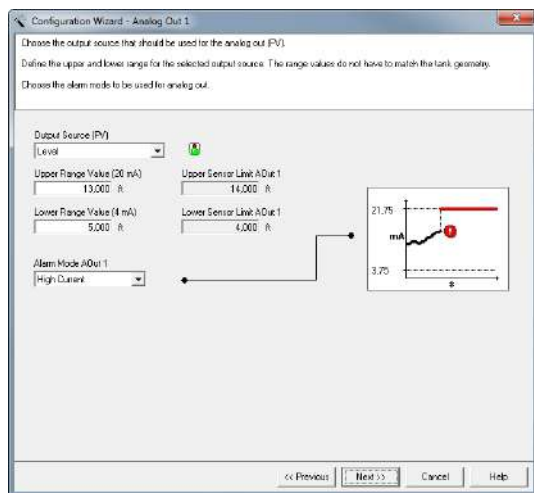 Configuration Wizard - Analog Out 1
Choose the output source that should be used for the analog out (PV).
Define the upper and lower range for the selected output source. The range values do not have to match the tank geometry.
Choose the alarm mode to be used for analog out.
Output Source (PV)
Level
Upper Range Value (20 mA)
Upper Sensor Limit AOut 1
13,000 ft
14,000 ft
Lower Range Value (4 mA)
Lower Sensor Limit AOut 1
5,000 ft
4,000 ft
21,75
mA
3,75
s
Alarm Mode AOut 1
High Current
<< Previous
Next >>
Cancel
Help